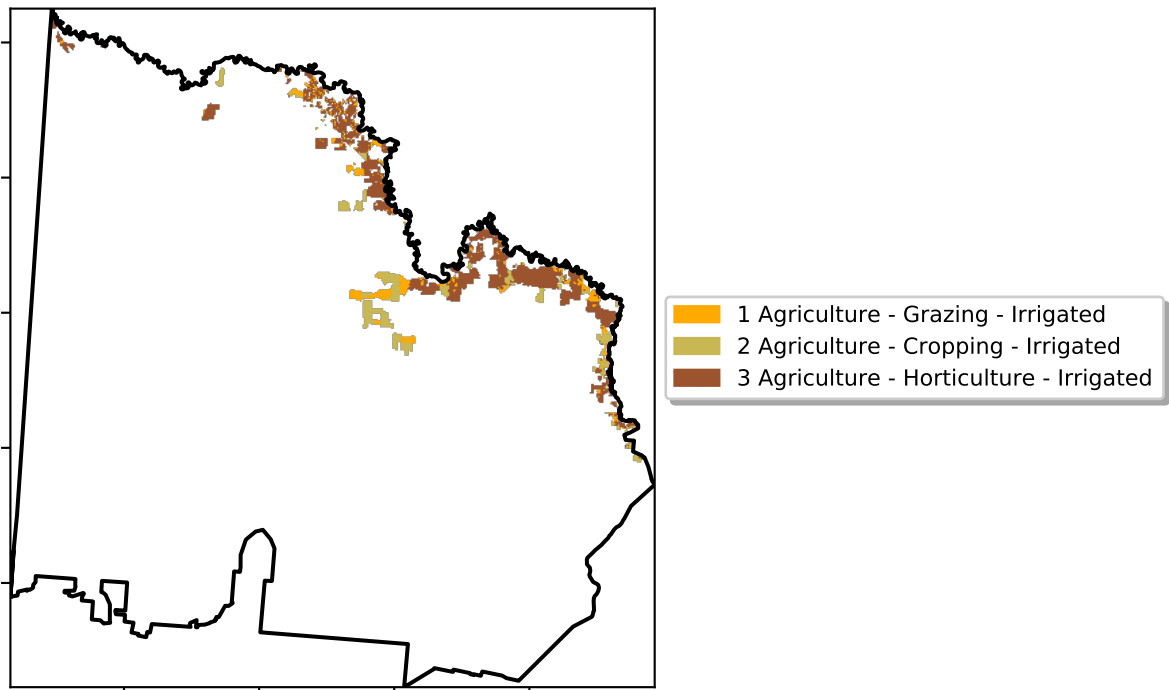 1 Agriculture - Grazing - Irrigated
2 Agriculture - Cropping - Irrigated
3 Agriculture - Horticulture - Irrigated